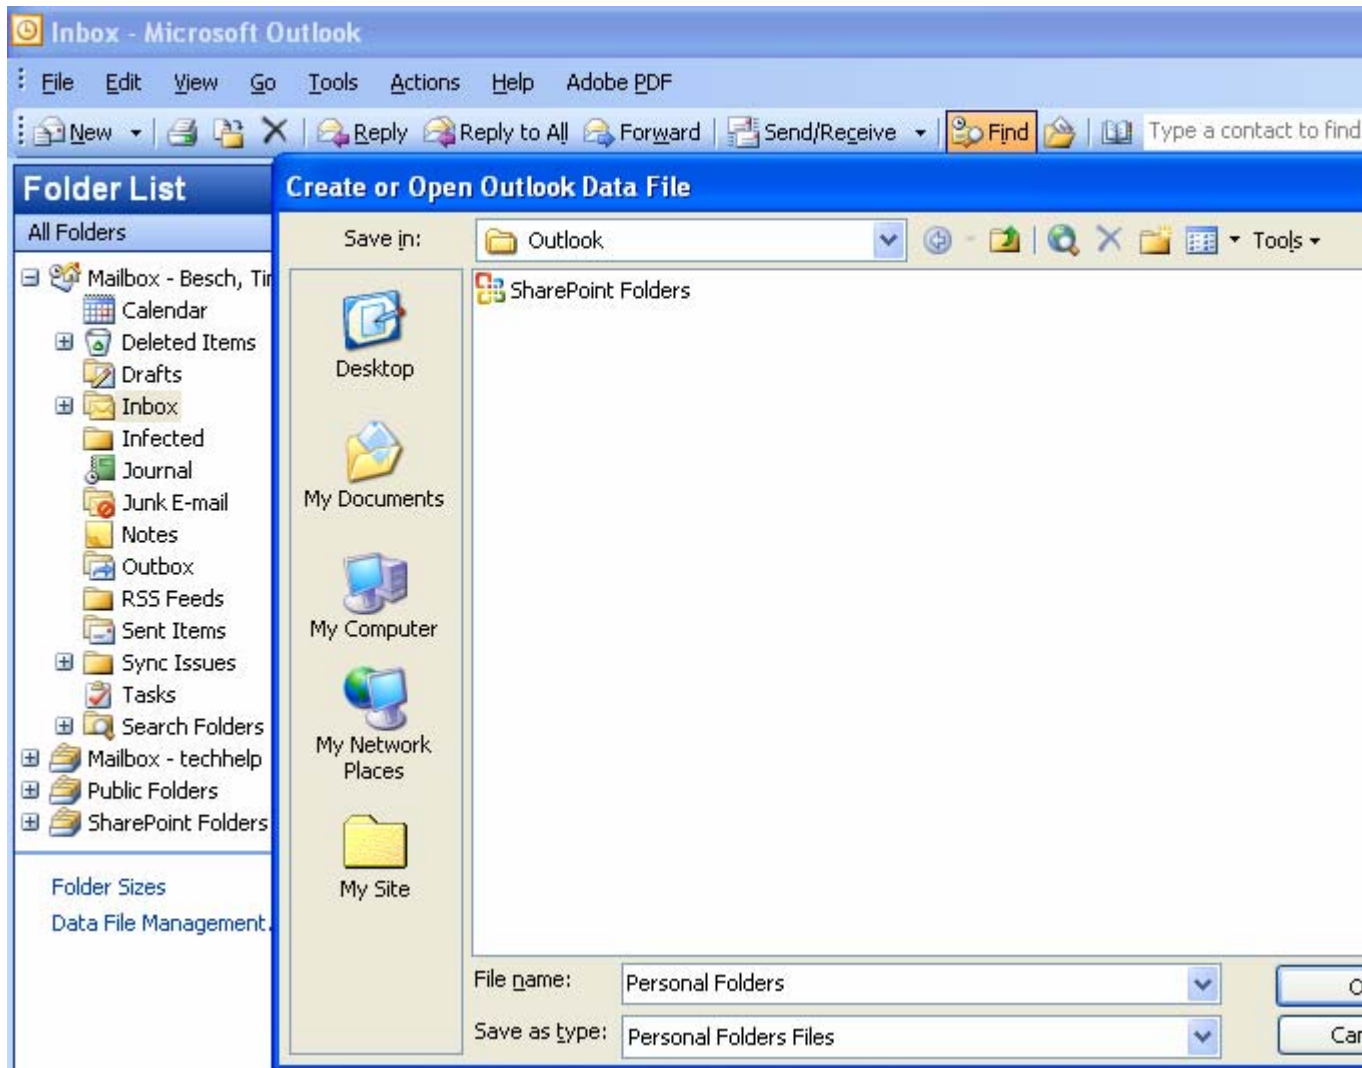 Inbox - Microsoft Outlook
File Edit View Go Tools Actions Help Adobe PDF
New Reply Reply to All Forward Send/Receive Find Type a contact to find
Folder List
All Folders
Mailbox - Besch, Tir
Calendar
Deleted Items
Drafts
Inbox
Infected
Journal
Junk E-mail
Notes
Outbox
RSS Feeds
Sent Items
Sync Issues
Tasks
Search Folders
Mailbox - techhelp
Public Folders
SharePoint Folders
Folder Sizes
Data File Management.
Create or Open Outlook Data File
Save in: Outlook Tools
Desktop
My Documents
My Computer
My Network
Places
My Site
SharePoint Folders
File name: Personal Folders
Save as type: Personal Folders Files